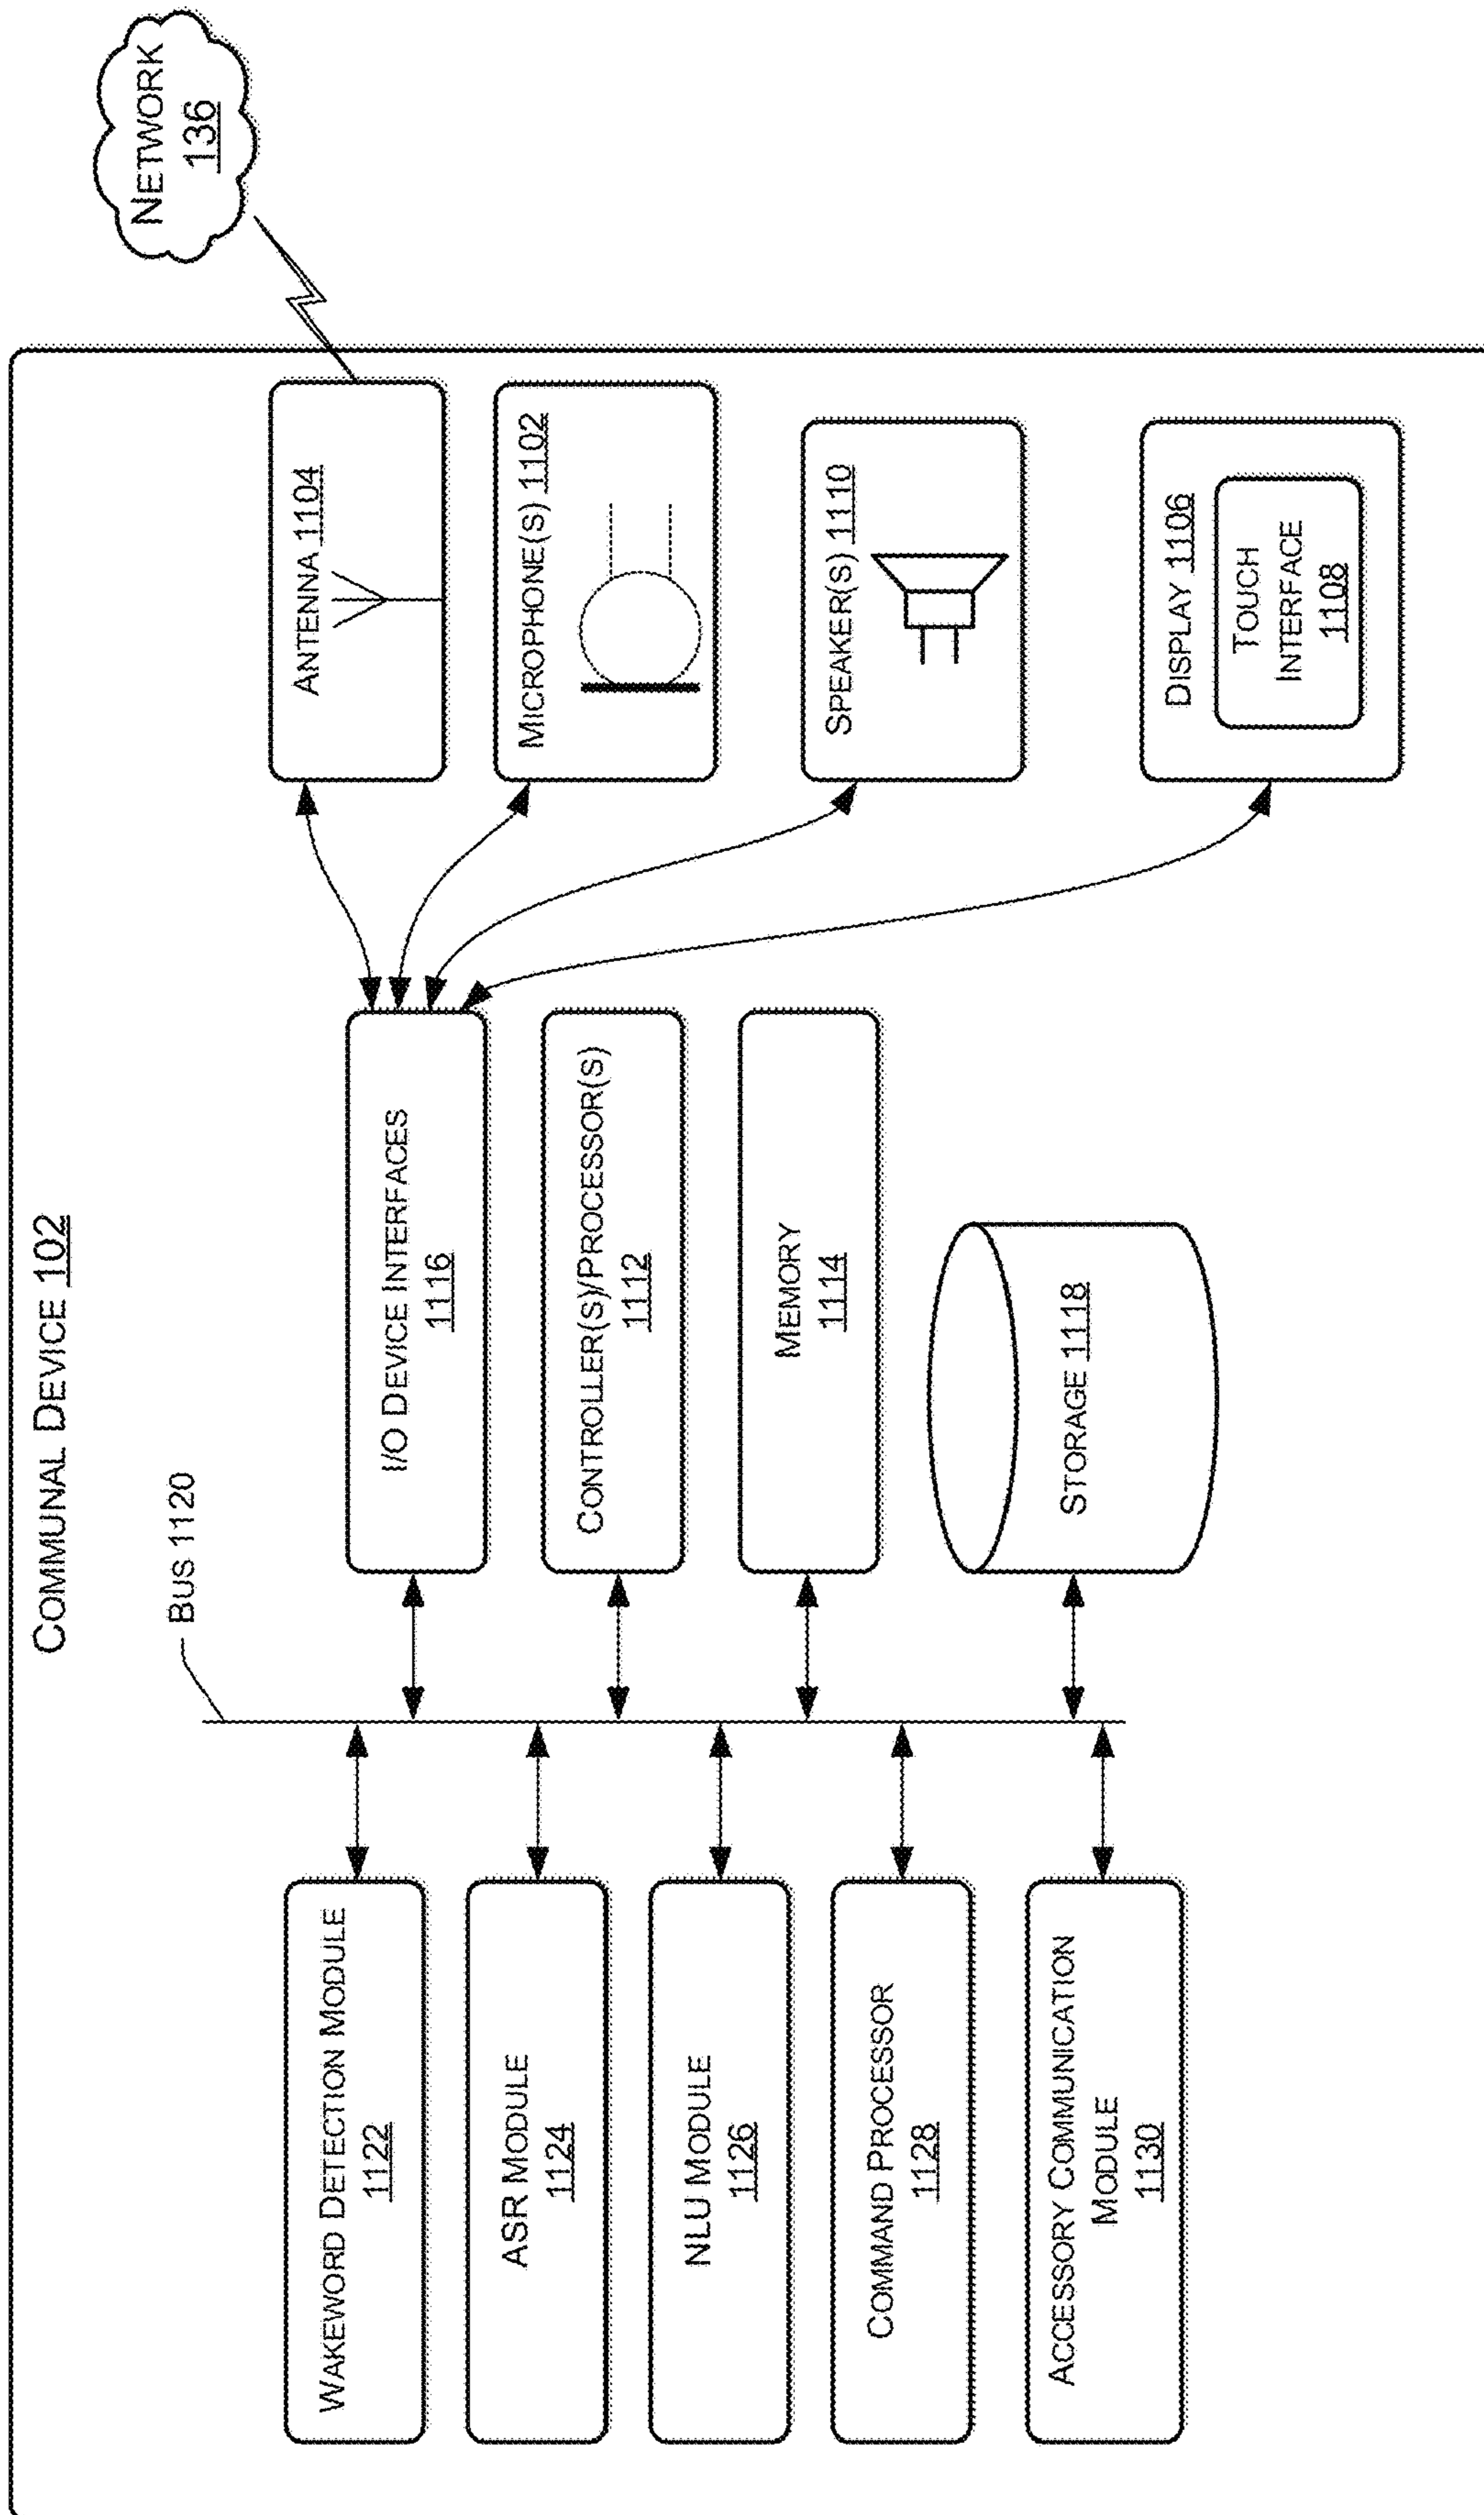 COMMUNAL DEVICE 102
BUS 1120
WAKEWORD DETECTION MODULE
1122
ASR MODULE
1124
NLU MODULE
1126
COMMAND PROCESSOR
1128
ACCESSORY COMMUNICATION
MODULE
1130
I/O DEVICE INTERFACES
1116
CONTROLLER(S)/PROCESSOR(S)
1112
MEMORY
1114
STORAGE 1118
ANTENNA 1104
MICROPHONE(S) 1102
SPEAKER(S) 1110
DISPLAY 1106
TOUCH
INTERFACE
1108
NETWORK
136